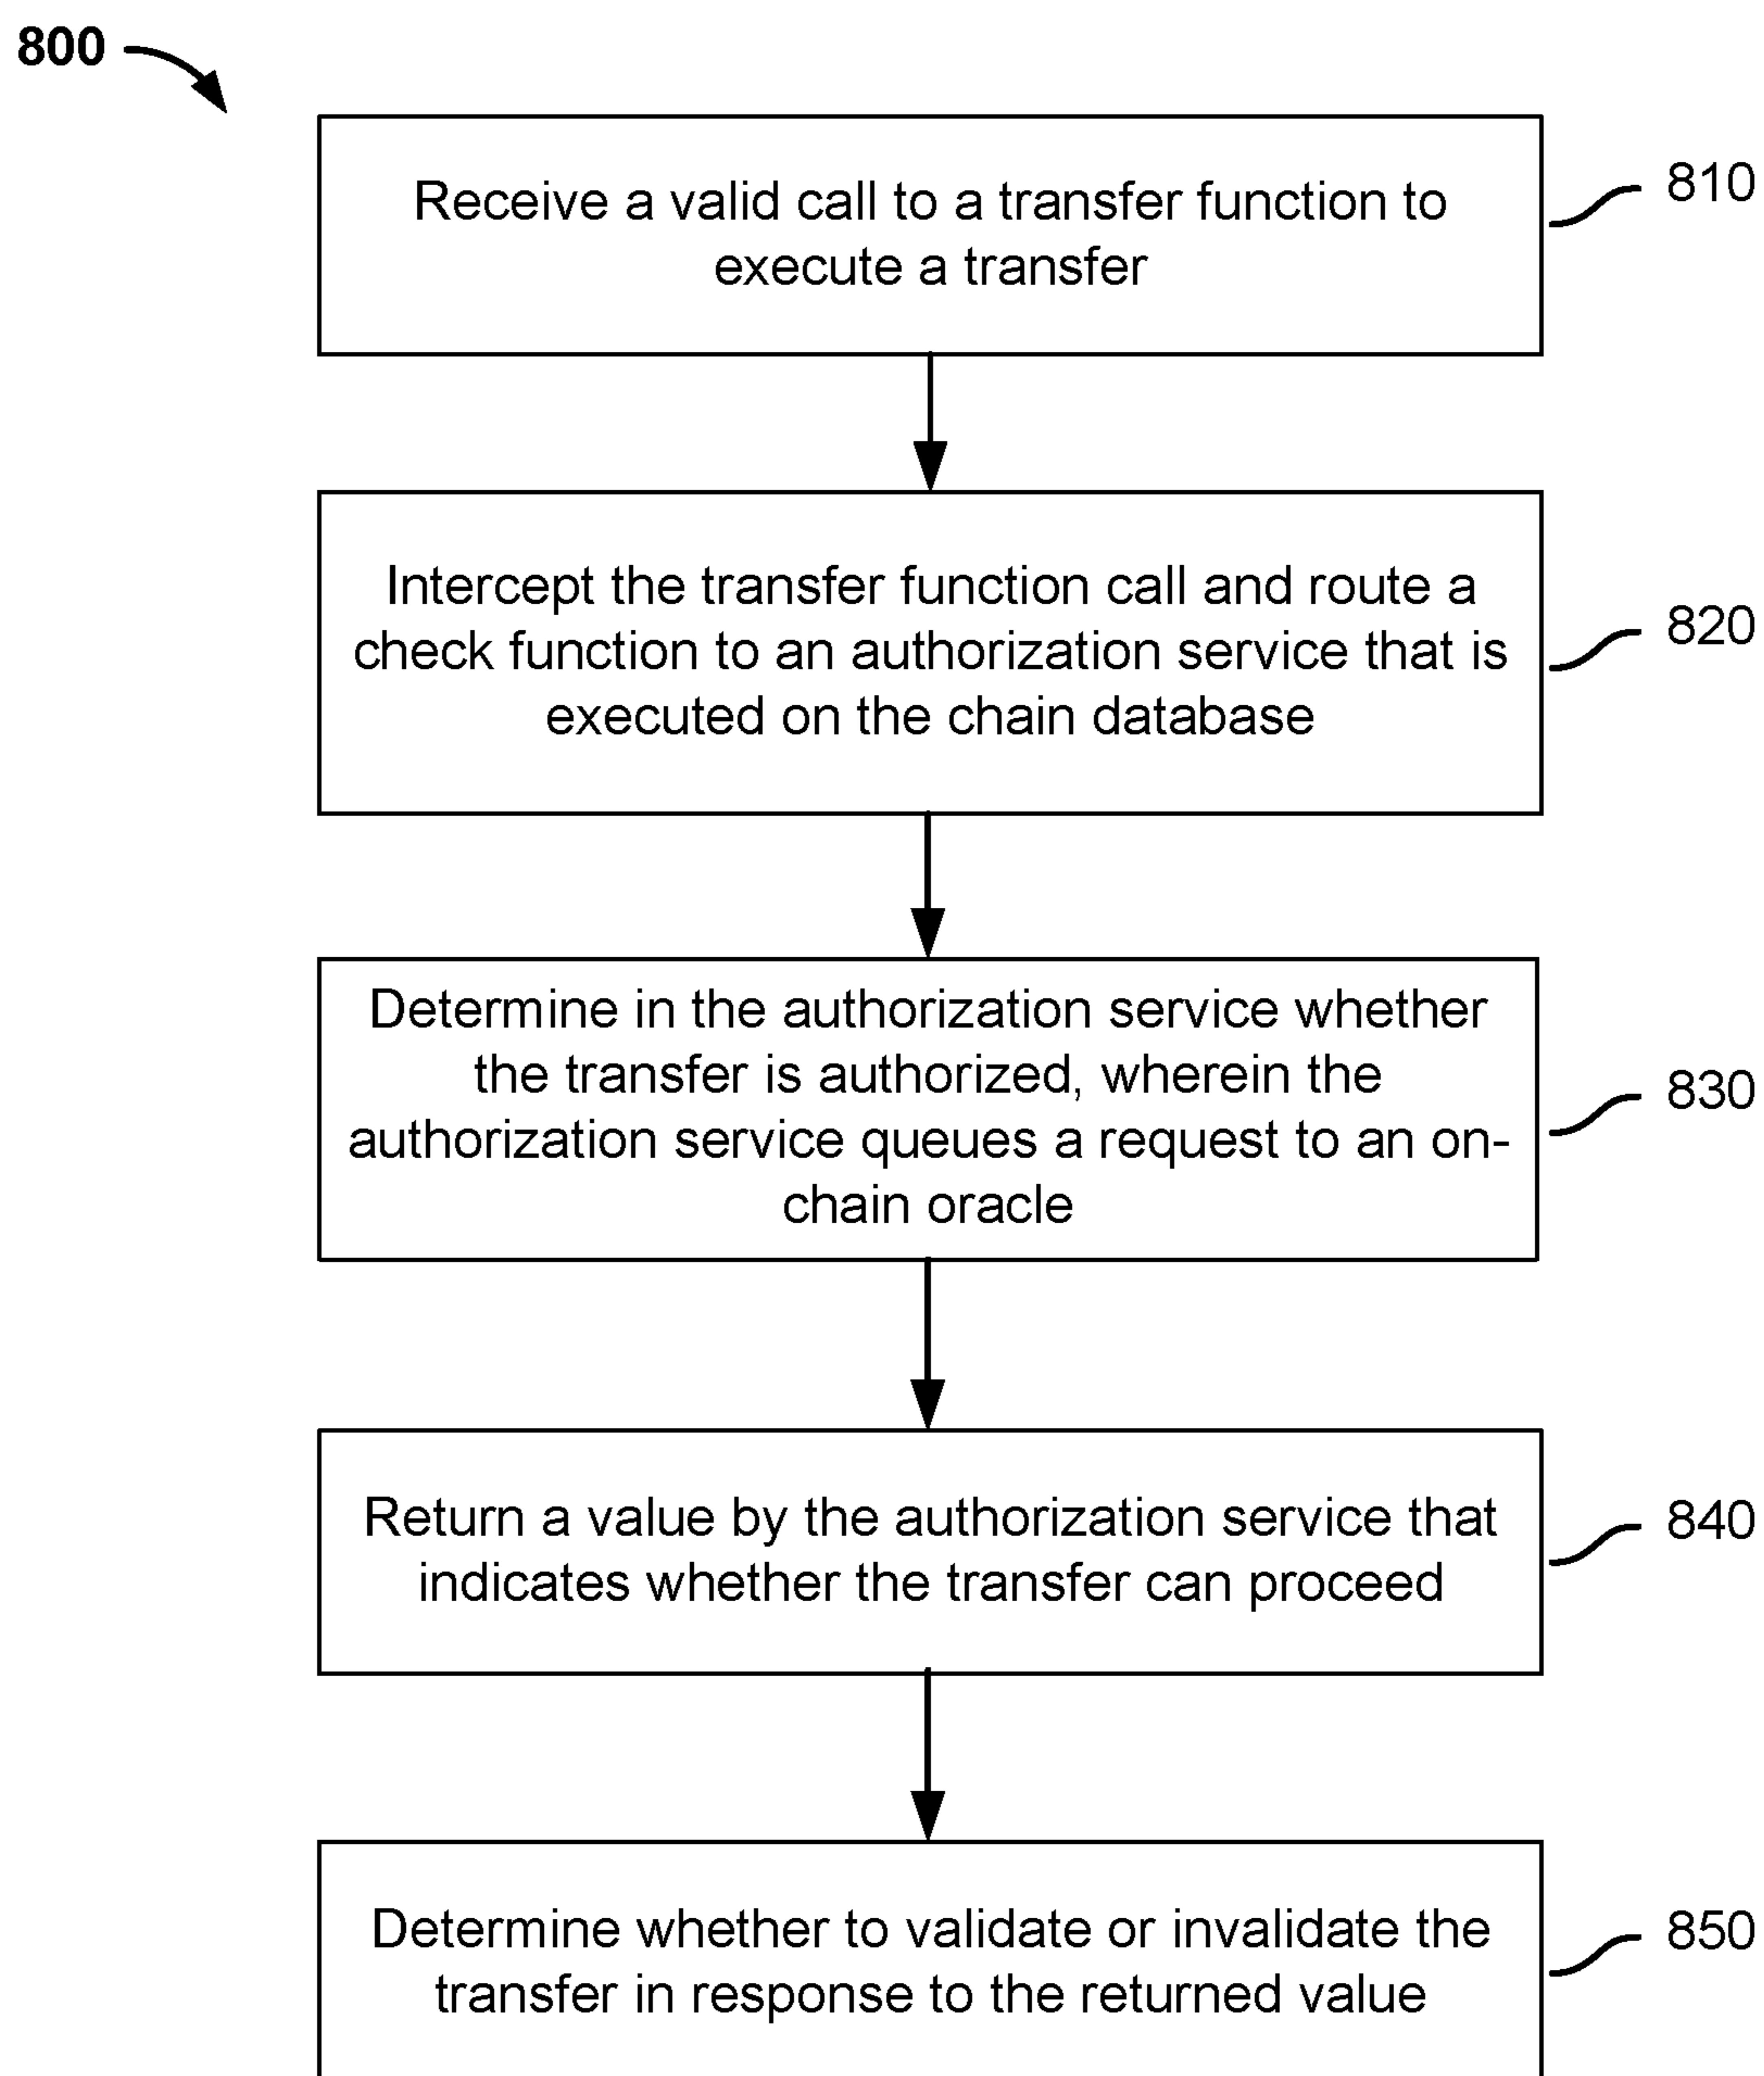 800
Receive a valid call to a transfer function to
execute a transfer
810
Intercept the transfer function call and route a
check function to an authorization service that is
executed on the chain database
820
Determine in the authorization service whether
the transfer is authorized, wherein the
authorization service queues a request to an on-
chain oracle
830
Return a value by the authorization service that
indicates whether the transfer can proceed
840
Determine whether to validate or invalidate the
transfer in response to the returned value
850